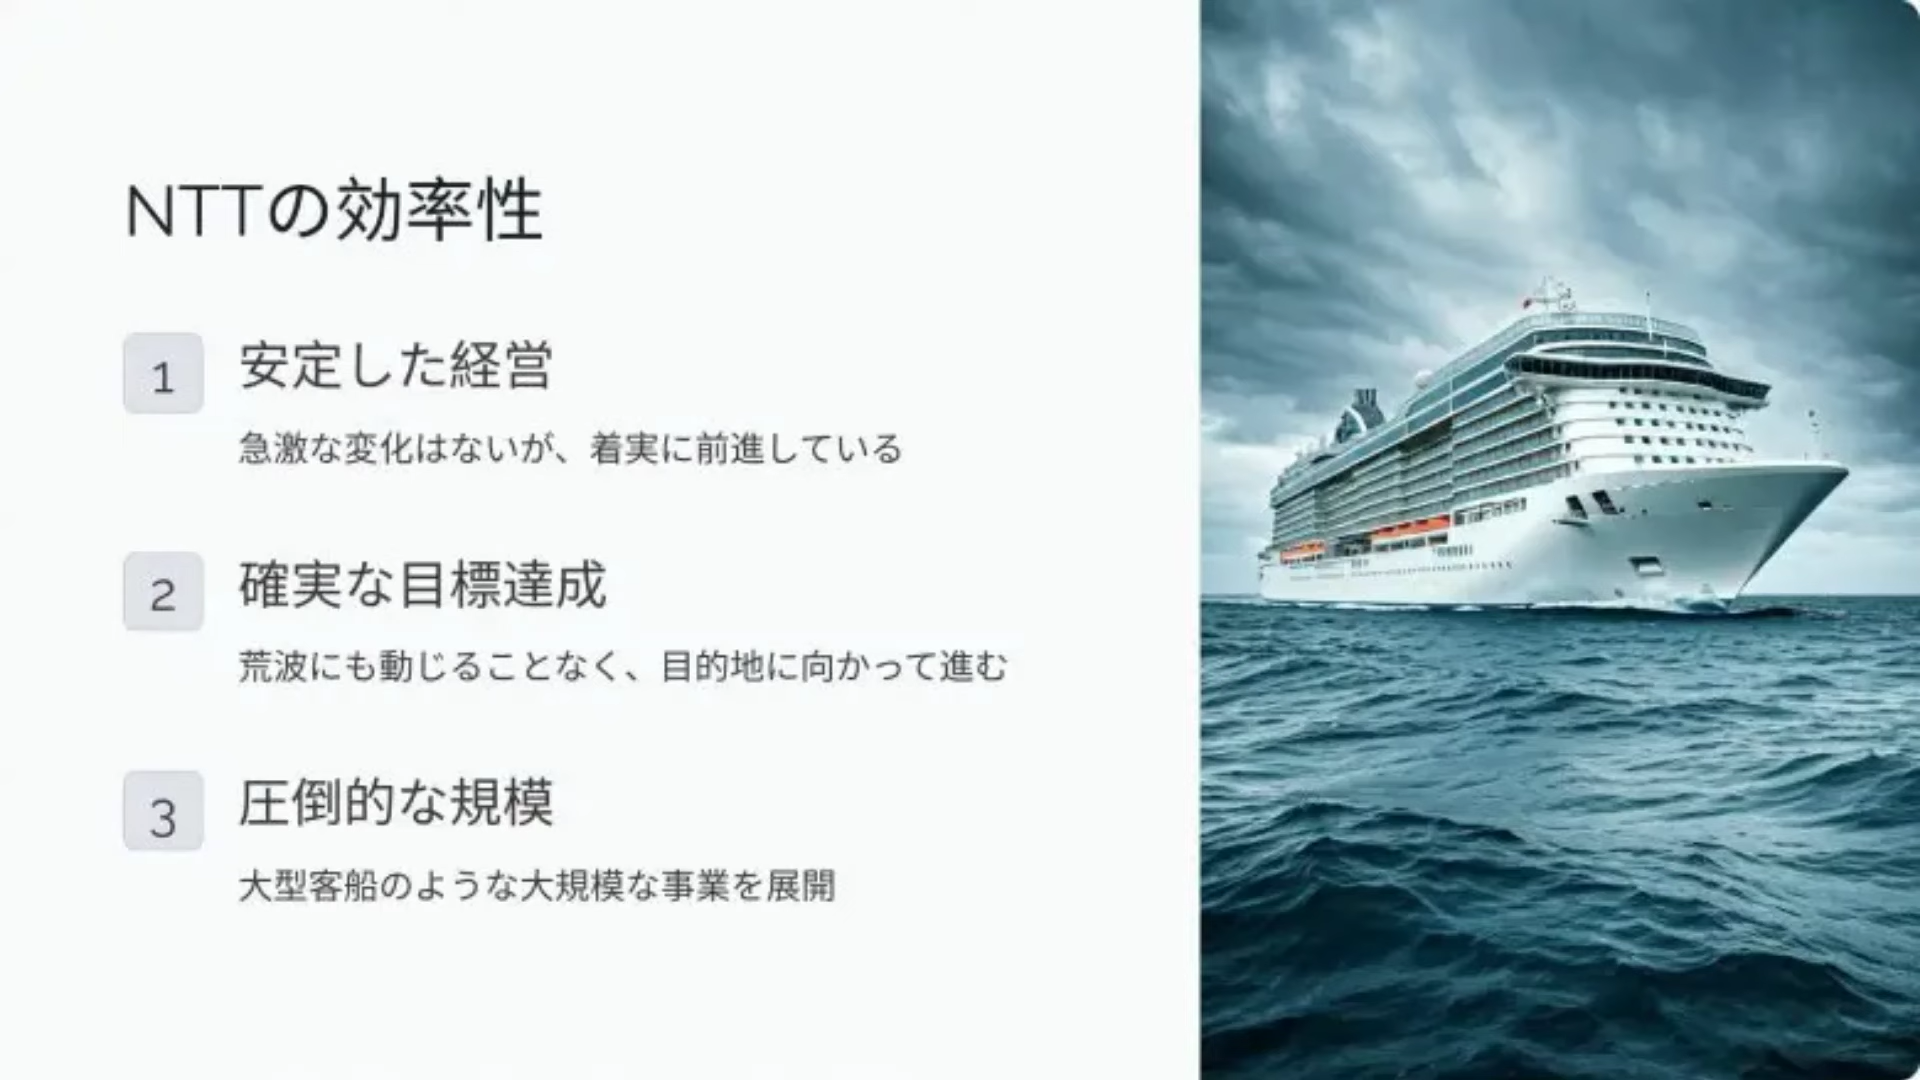 NTTの効率性
1
安定した経営
急激な変化はないが、着実に前進している
2
確実な目標達成
荒波にも動じることなく、目的地に向かって進む
3
圧倒的な規模
大型客船のような大規模な事業を展開